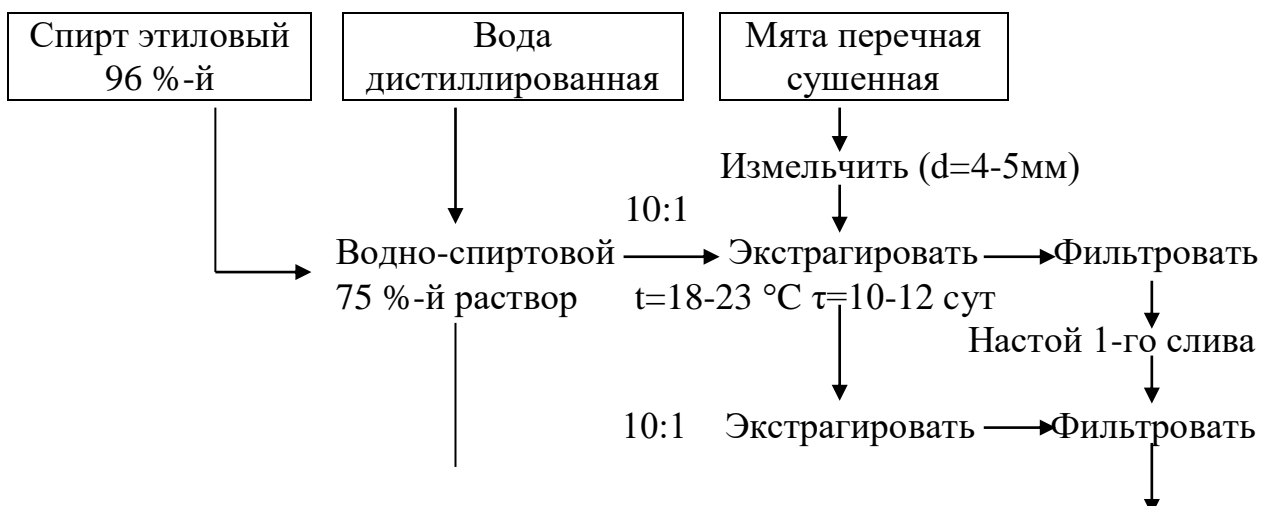 Спирт этиловый
96 %-й
Вода
дистиллированная
Мята перечная
сушенная
Измельчить (d=4-5мм)
10:1
Водно-спиртовой
75 %-й раствор
Экстрагировать
t=18-23 °C τ=10-12 сут
Фильтровать
Настой 1-го слива
10:1
Экстрагировать
Фильтровать